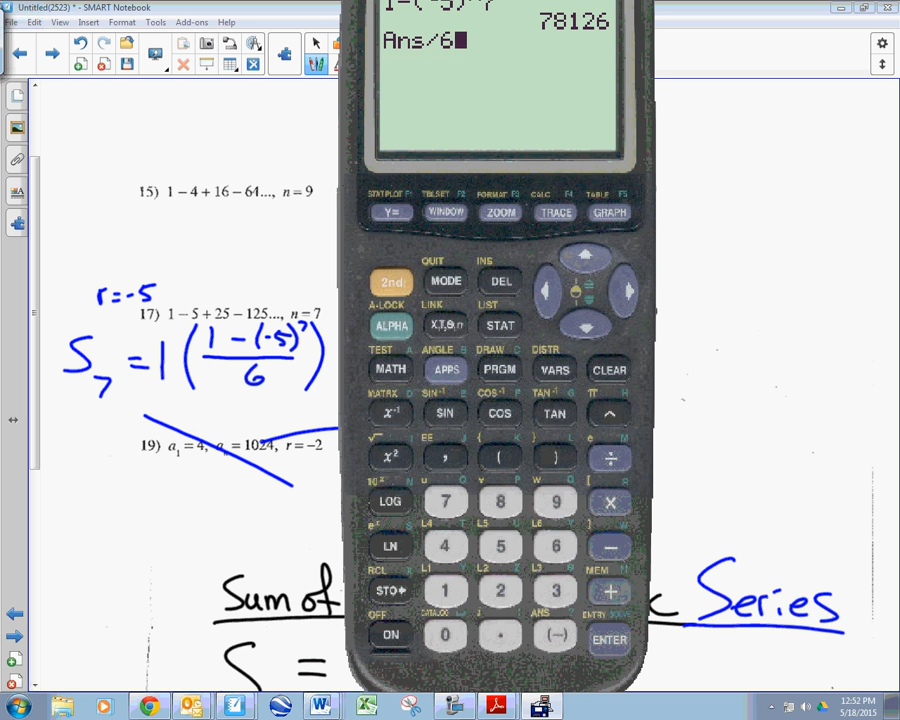 Untitled(2523) * - SMART Notebook
File Edit View Insert Format Tools Add-ons Help
78126
Ans/6
15) 1 − 4 + 16 − 64..., n = 9
r = -5
17) 1 − 5 + 25 − 125..., n = 7
S₇ = 1 ( (1 - (-5)⁷) / 6 )
19) a₁ = 4, aₙ = 1024, r = −2
Sum of
c Series
S =
STAT PLOT F1 TBLSET F2 FORMAT F3 CALC F4 TABLE F5
Y= WINDOW ZOOM TRACE GRAPH
QUIT INS
2nd MODE DEL
A-LOCK LINK LIST
ALPHA X,T,θ,n STAT
TEST A ANGLE B DRAW C DISTR
MATH APPS PRGM VARS CLEAR
MATRX D SIN⁻¹ E COS⁻¹ F TAN⁻¹ G π H
x⁻¹ SIN COS TAN ^
√ I EE J { K } L e M
x² , ( ) ÷
10ˣ N u O v P w Q [ R
LOG 7 8 9 ×
eˣ S L4 T L5 U L6 V ] W
LN 4 5 6 −
RCL X L1 Y L2 Z L3 θ MEM "
STO▸ 1 2 3 +
OFF CATALOG ANS ENTRY SOLVE
ON 0 . (−) ENTER
12:52 PM
5/18/2015